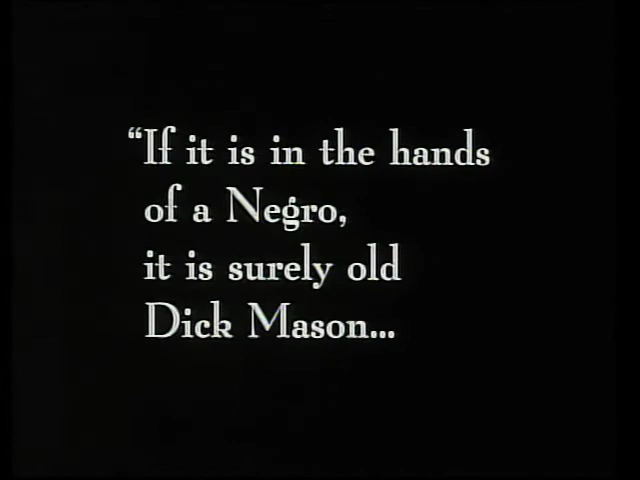 “If it is in the hands
of a Negro,
it is surely old
Dick Mason...